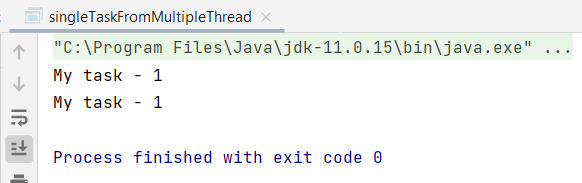 singleTaskFromMultipleThread
"C:\Program Files\Java\jdk-11.0.15\bin\java.exe" ...
My task - 1
My task - 1
Process finished with exit code 0